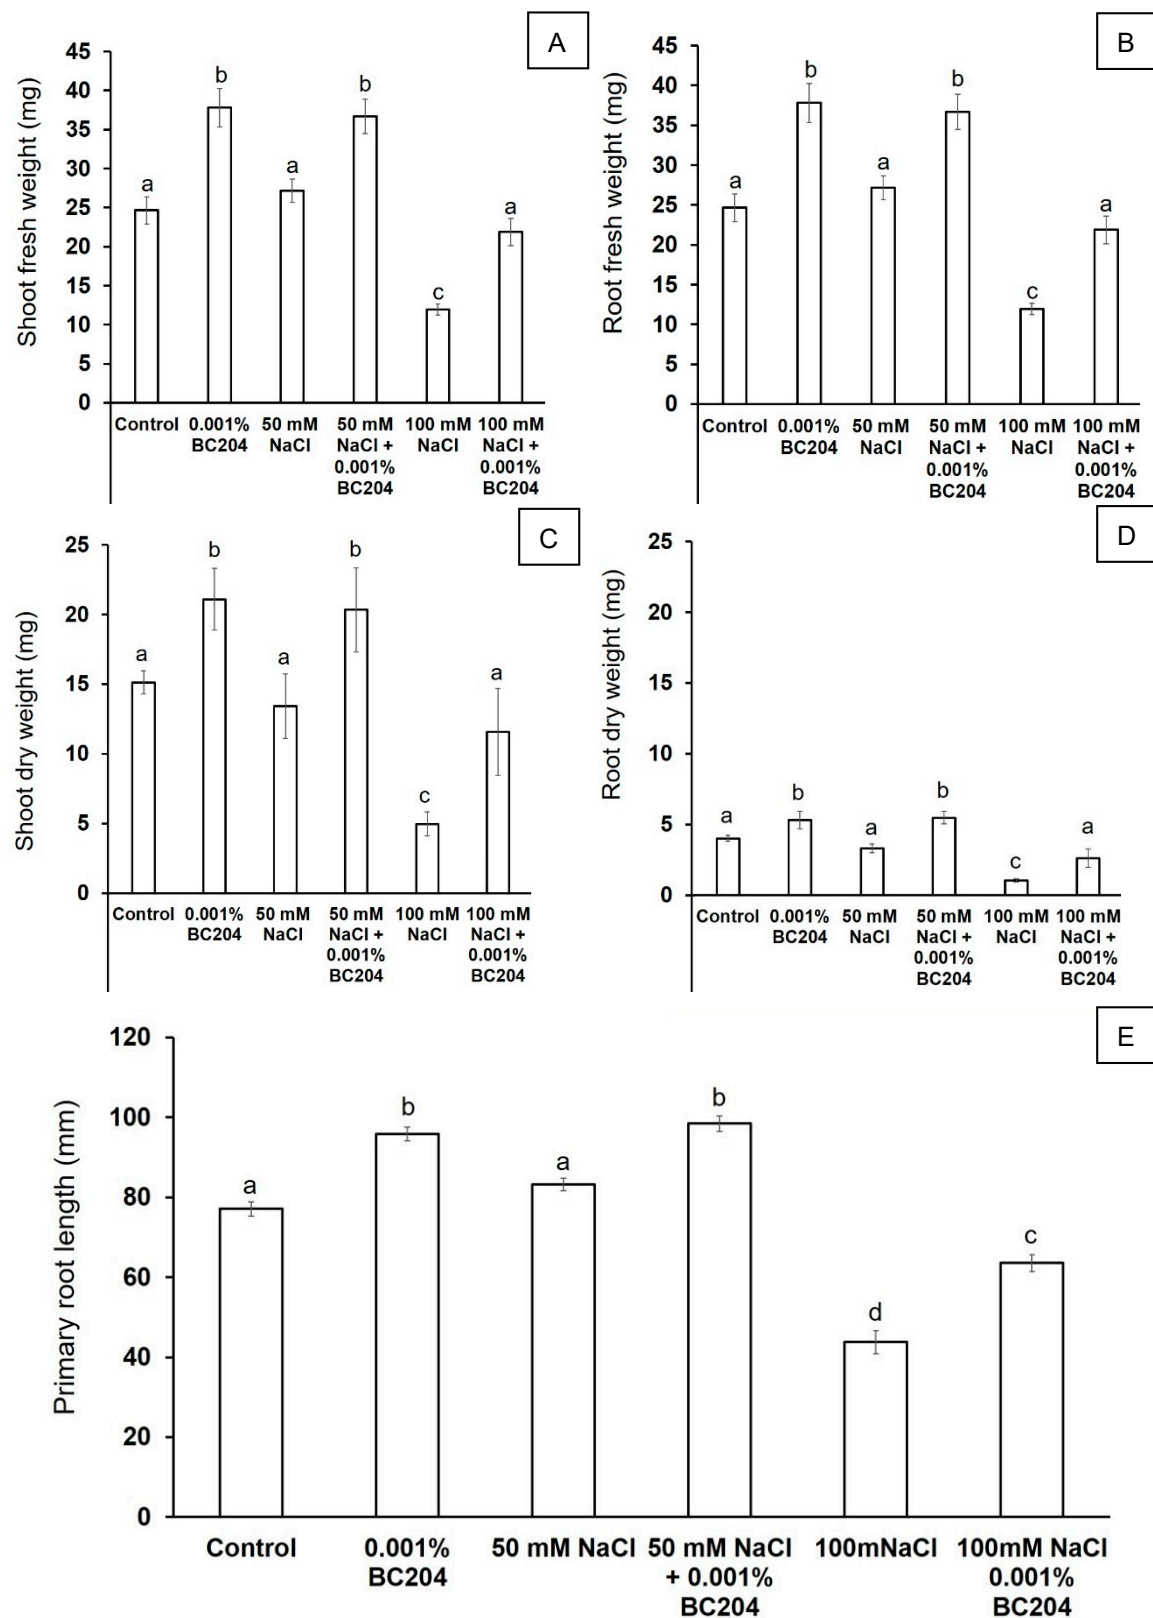 A
Shoot fresh weight (mg)
45
40
35
30
25
20
15
10
5
0
a
b
a
b
c
a
Control 0.001% 50 mM 50 mM 100 mM 100 mM
BC204 NaCl NaCl + NaCl NaCl +
0.001% 0.001%
BC204 BC204
B
Root fresh weight (mg)
45
40
35
30
25
20
15
10
5
0
a
b
a
b
c
a
Control 0.001% 50 mM 50 mM 100 mM 100 mM
BC204 NaCl NaCl + NaCl NaCl +
0.001% 0.001%
BC204 BC204
C
Shoot dry weight (mg)
25
20
15
10
5
0
a
b
a
b
c
a
Control 0.001% 50 mM 50 mM 100 mM 100 mM
BC204 NaCl NaCl + NaCl NaCl +
0.001% 0.001%
BC204 BC204
D
Root dry weight (mg)
25
20
15
10
5
0
a
b
a
b
c
a
Control 0.001% 50 mM 50 mM 100 mM 100 mM
BC204 NaCl NaCl + NaCl NaCl +
0.001% 0.001%
BC204 BC204
E
Primary root length (mm)
120
100
80
60
40
20
0
a
b
a
b
d
c
Control 0.001% 50 mM NaCl 50 mM NaCl 100mNaCl 100mM NaCl
BC204 + 0.001% 0.001%
BC204 BC204